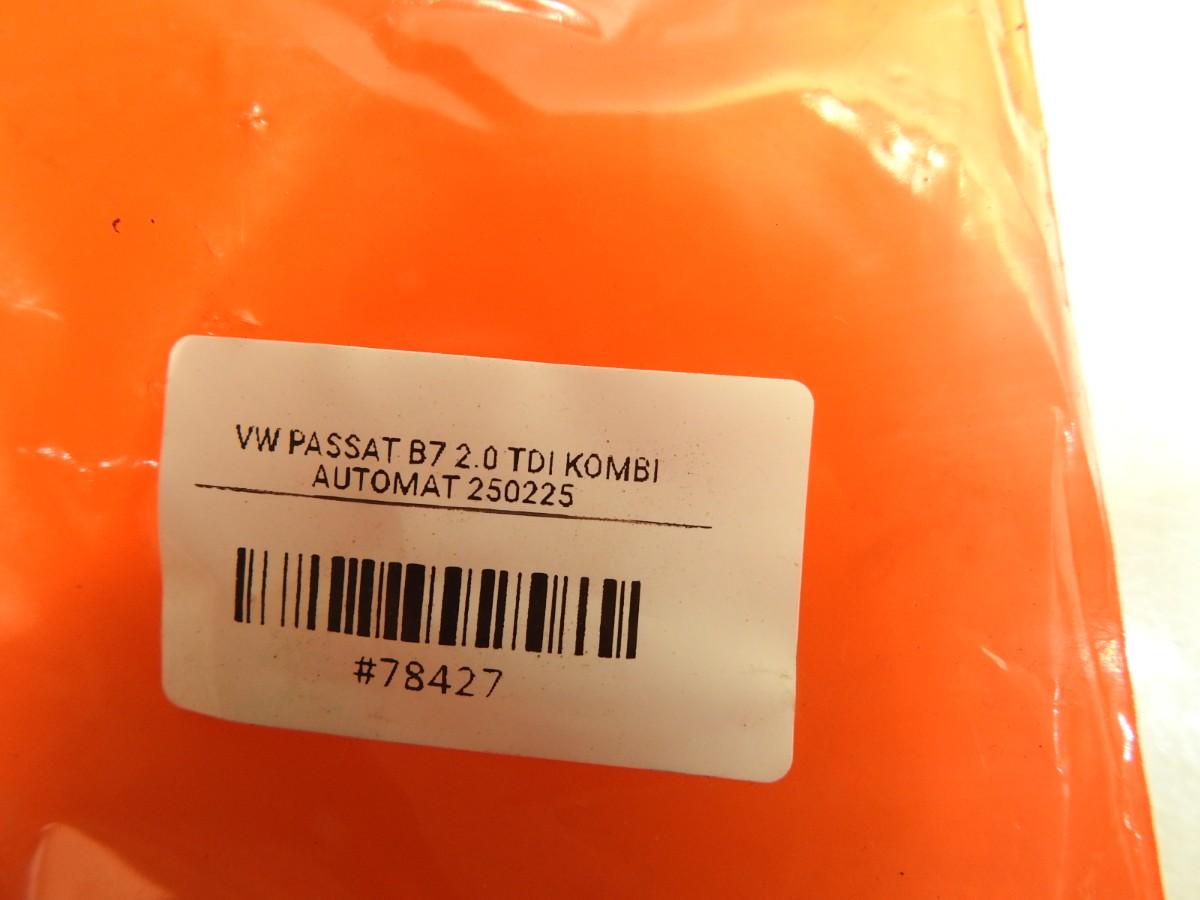 VW PASSAT B7 2.0 TDI KOMBI
AUTOMAT 250225
#78427